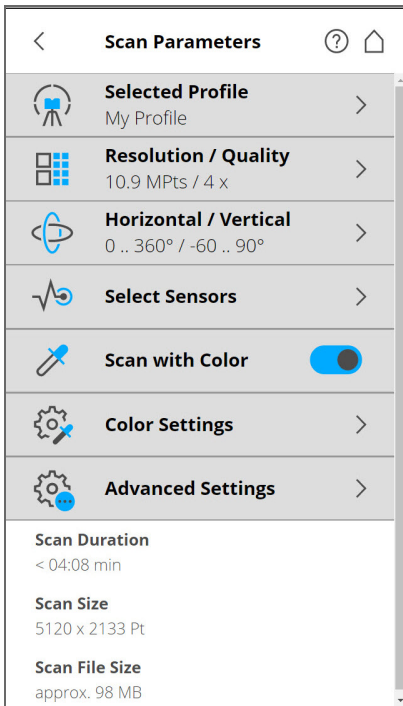 Scan Parameters
Selected Profile
My Profile
Resolution / Quality
10.9 MPts / 4 x
Horizontal / Vertical
0 .. 360° / -60 .. 90°
Select Sensors
Scan with Color
Color Settings
Advanced Settings
Scan Duration
< 04:08 min
Scan Size
5120 x 2133 Pt
Scan File Size
approx. 98 MB